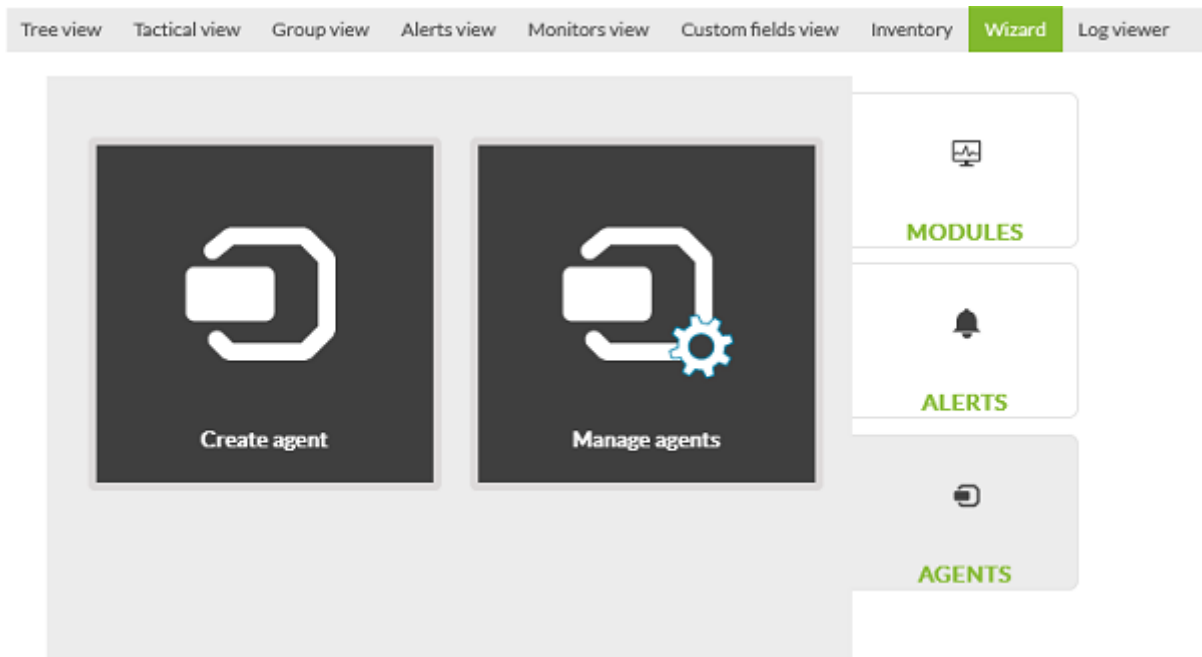 Tree view Tactical view Group view Alerts view Monitors view Custom fields view Inventory Wizard Log viewer
MODULES
ALERTS
Create agent Manage agents
AGENTS